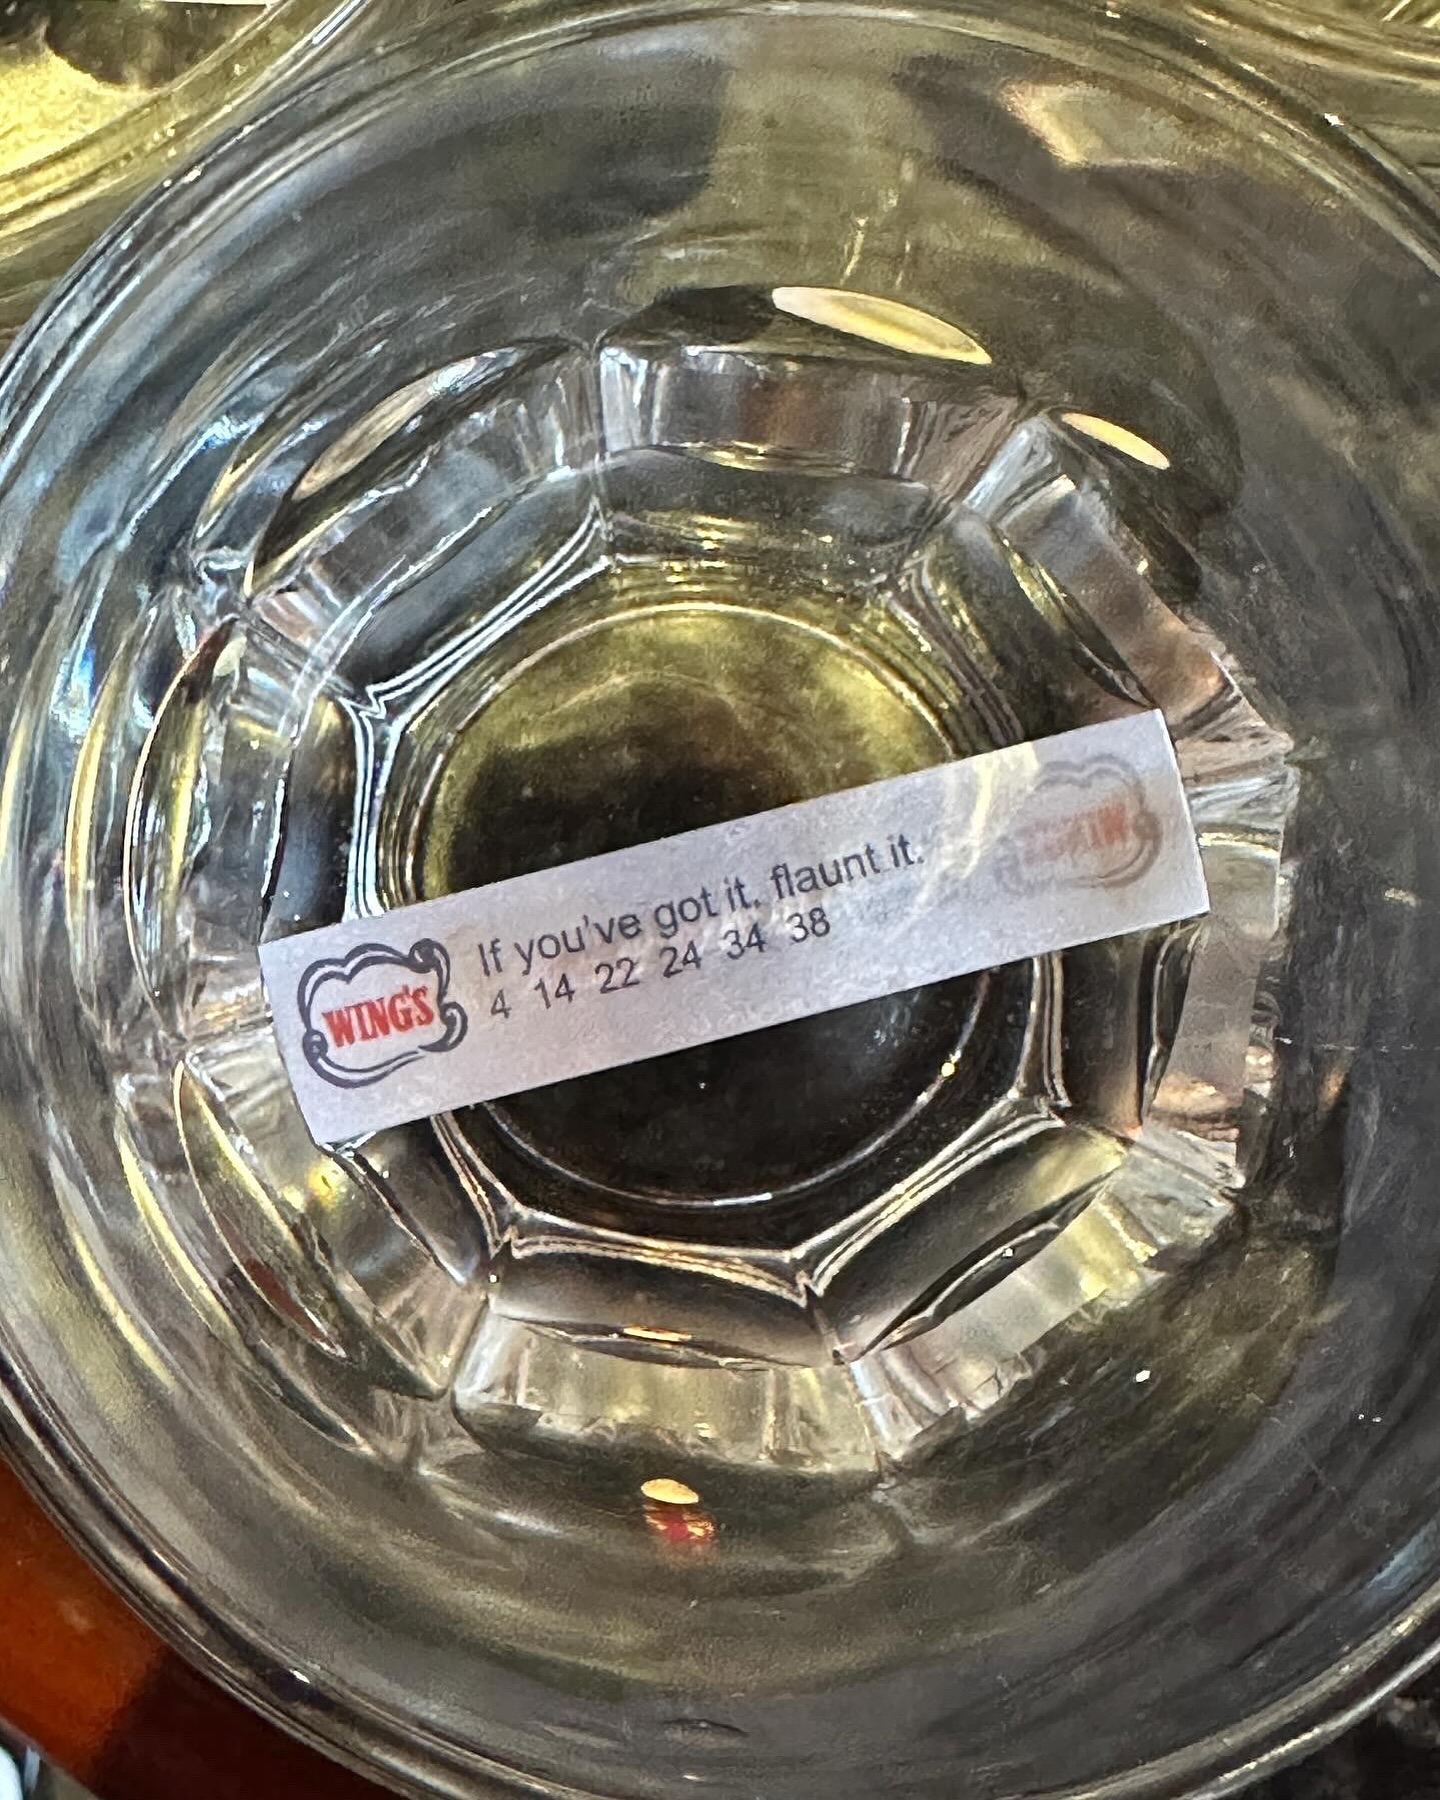 WING'S
If you've got it, flaunt it.
4 14 22 24 34 38